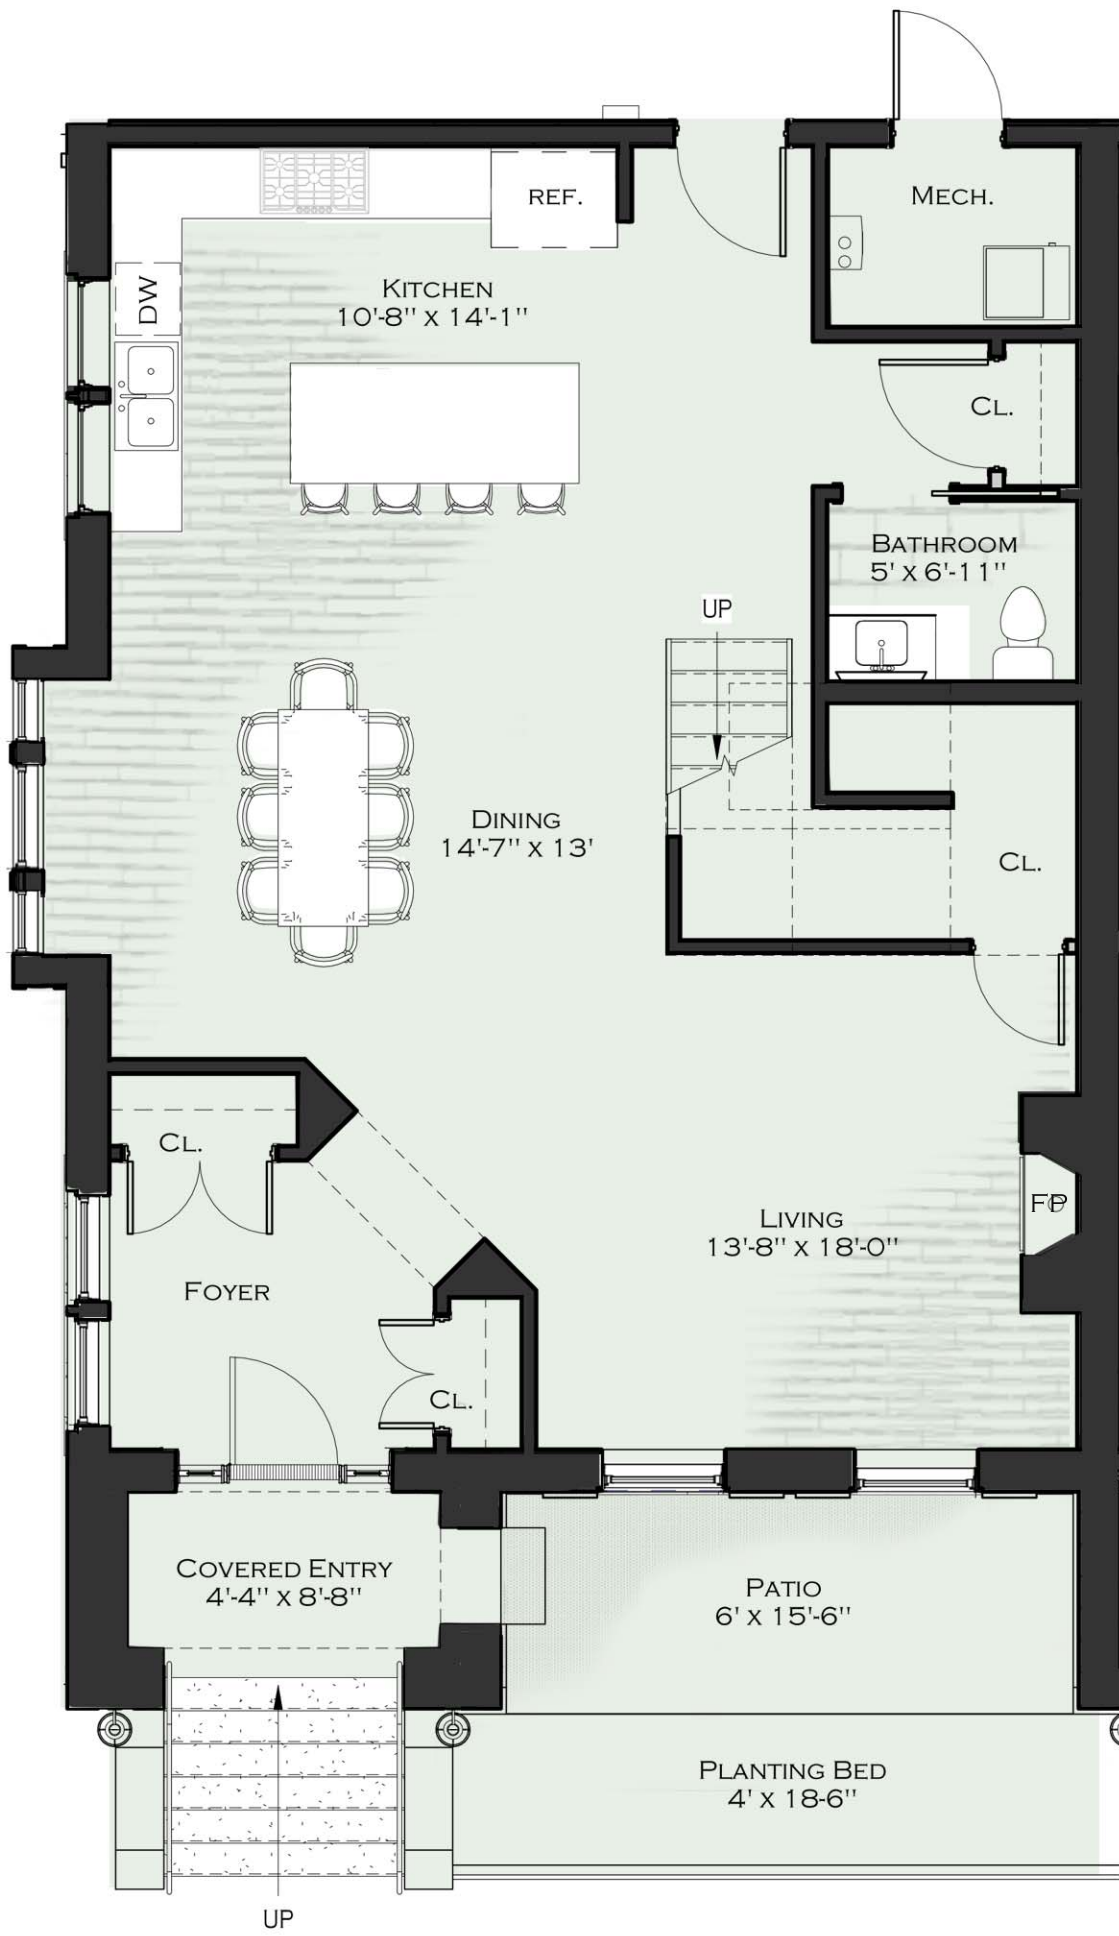 REF.
MECH.
DW
KITCHEN
10'-8" X 14'-1"
CL.
BATHROOM
5' X 6'-11"
UP
DINING
14'-7" X 13'
CL.
CL.
FP
LIVING
13'-8" X 18'-0"
FOYER
CL.
COVERED ENTRY
4'-4" X 8'-8"
PATIO
6' X 15'-6"
PLANTING BED
4' X 18-6"
UP